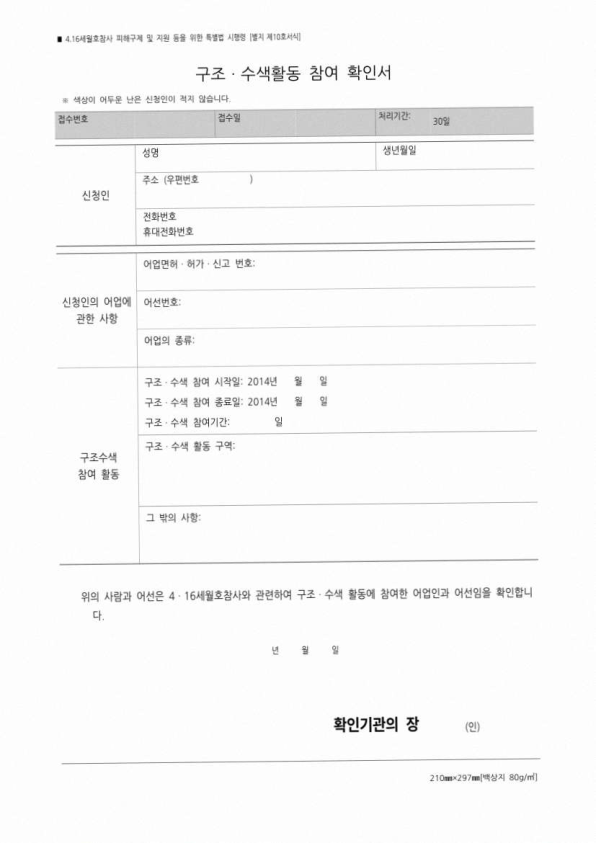 ■ 4.16세월호참사 피해구제 및 지원 등을 위한 특별법 시행령 [별지 제10호서식]
구조 · 수색활동 참여 확인서
※ 색상이 어두운 난은 신청인이 적지 않습니다.
접수번호 접수일 처리기간: 30일
신청인
성명 생년월일
주소 (우편번호 )
전화번호
휴대전화번호
신청인의 어업에
관한 사항
어업면허 · 허가 · 신고 번호:
어선번호:
어업의 종류:
구조수색
참여 활동
구조 · 수색 참여 시작일: 2014년 월 일
구조 · 수색 참여 종료일: 2014년 월 일
구조 · 수색 참여기간: 일
구조 · 수색 활동 구역:
그 밖의 사항:
위의 사람과 어선은 4 · 16세월호참사와 관련하여 구조 · 수색 활동에 참여한 어업인과 어선임을 확인합니
다.
년 월 일
확인기관의 장 (인)
210㎜×297㎜[백상지 80g/㎡]